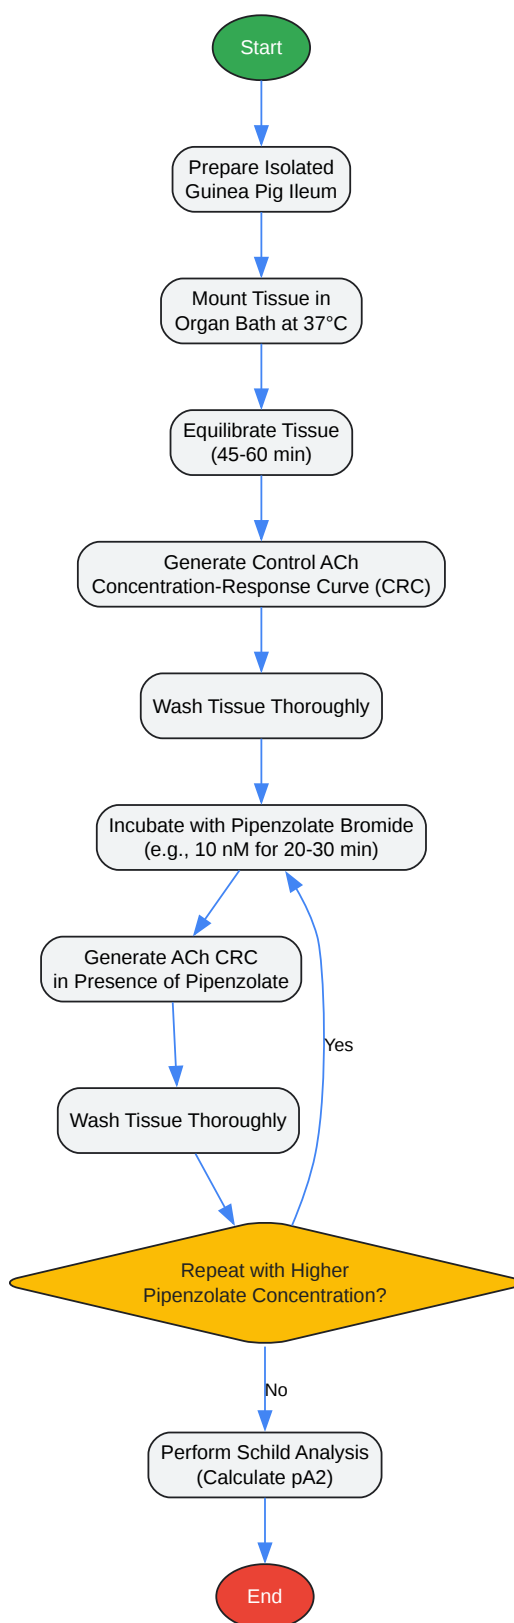 Start
Prepare Isolated
Guinea Pig Ileum
Mount Tissue in
Organ Bath at 37°C
Equilibrate Tissue
(45-60 min)
Generate Control ACh
Concentration-Response Curve (CRC)
Wash Tissue Thoroughly
Incubate with Pipenzolate Bromide
(e.g., 10 nM for 20-30 min)
Generate ACh CRC
in Presence of Pipenzolate
Yes
Wash Tissue Thoroughly
Repeat with Higher
Pipenzolate Concentration?
No
Perform Schild Analysis
(Calculate pA2)
End